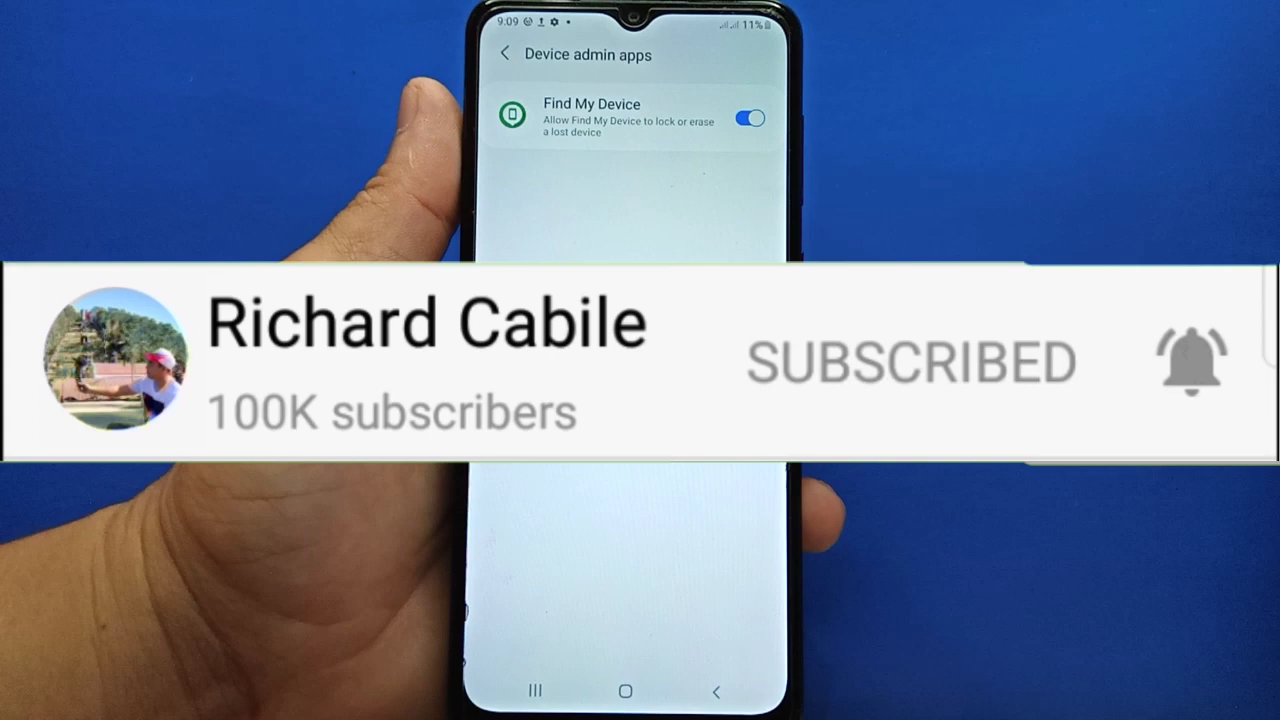 9:09
11%
Device admin apps
Find My Device
Allow Find My Device to lock or erase
a lost device
Richard Cabile
SUBSCRIBED
100K subscribers